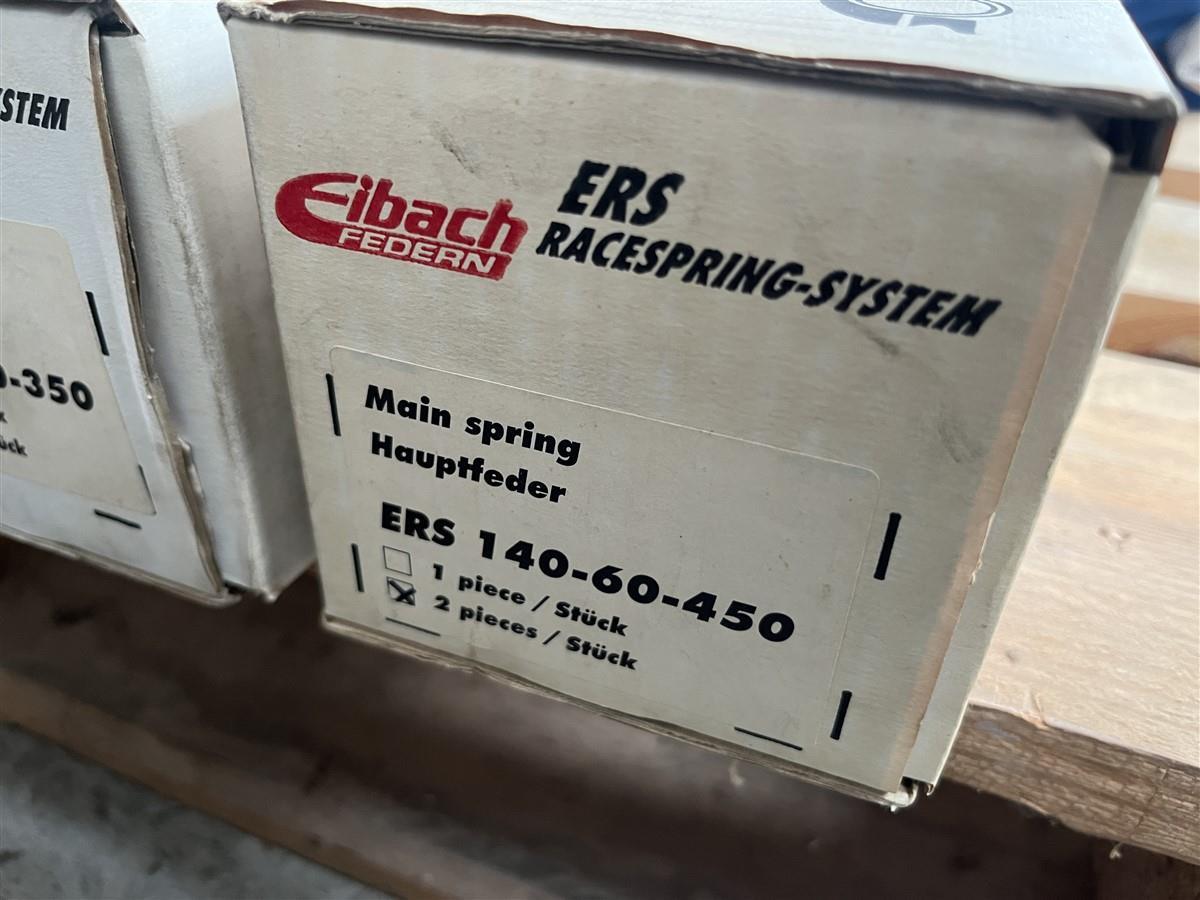 STEM
-350
ück
Eibach
FEDERN
ERS
RACESPRING-SYSTEM
Main spring
Hauptfeder
ERS 140-60-450
1 piece / Stück
2 pieces / Stück